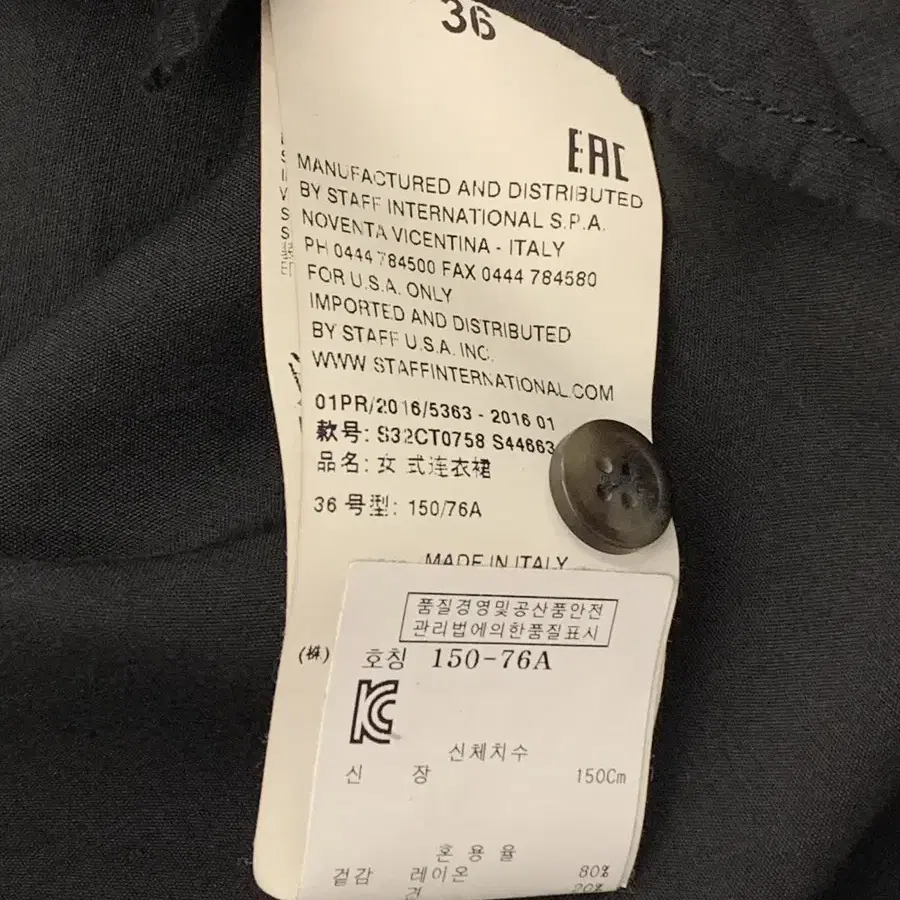 36
EAC
MANUFACTURED AND DISTRIBUTED
BY STAFF INTERNATIONAL S.P.A.
NOVENTA VICENTINA - ITALY
PH 0444 784500 FAX 0444 784580
FOR U.S.A. ONLY
IMPORTED AND DISTRIBUTED
BY STAFF U.S.A. INC.
WWW.STAFFINTERNATIONAL.COM
01PR/2016/5363 - 2016 01
款号: S32CT0758 S44663
品名: 女 式连衣裙
36 号型: 150/76A
MADE IN ITALY
품질경영및공산품안전
관리법에의한품질표시
(株)
호칭 150-76A
KC
신체치수
신 장 150Cm
혼 용 율
겉감 레이온 80%
견 20%